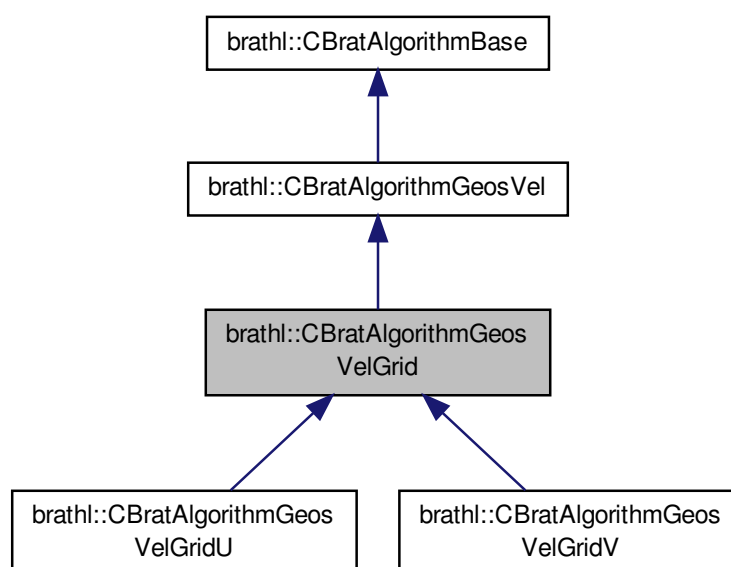 brathl::CBratAlgorithmBase
brathl::CBratAlgorithmGeosVel
brathl::CBratAlgorithmGeos
VelGrid
brathl::CBratAlgorithmGeos
VelGridU
brathl::CBratAlgorithmGeos
VelGridV